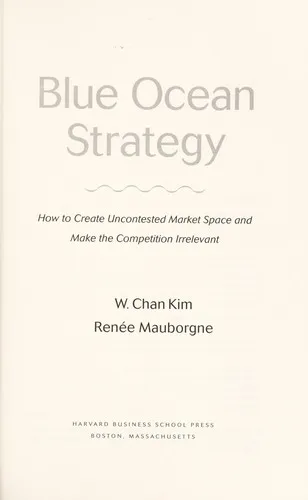 Blue Ocean
Strategy
How to Create Uncontested Market Space and
Make the Competition Irrelevant
W. Chan Kim
Renée Mauborgne
HARVARD BUSINESS SCHOOL PRESS
BOSTON, MASSACHUSETTS